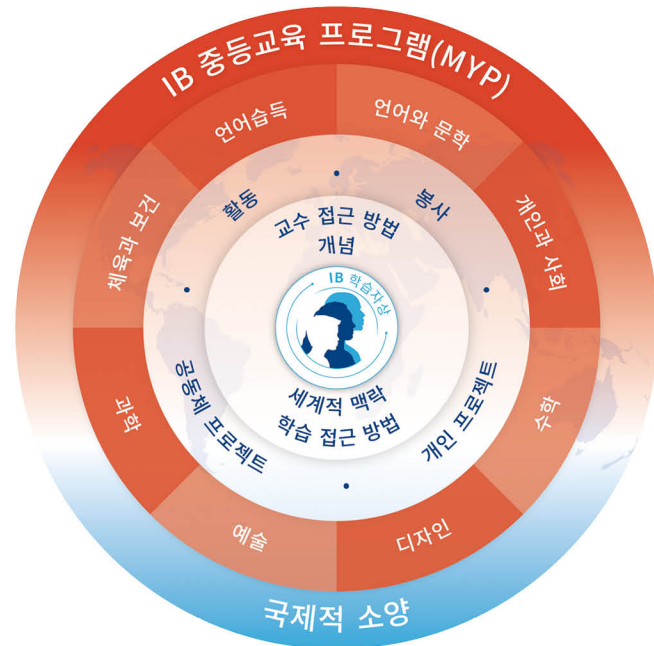 IB 중등교육 프로그램(MYP)
언어습득
언어와 문학
개인과 사회
수학
디자인
예술
과학
체육과 보건
활동
봉사
개인 프로젝트
공동체 프로젝트
교수 접근 방법
개념
IB 학습자상
세계적 맥락
학습 접근 방법
국제적 소양